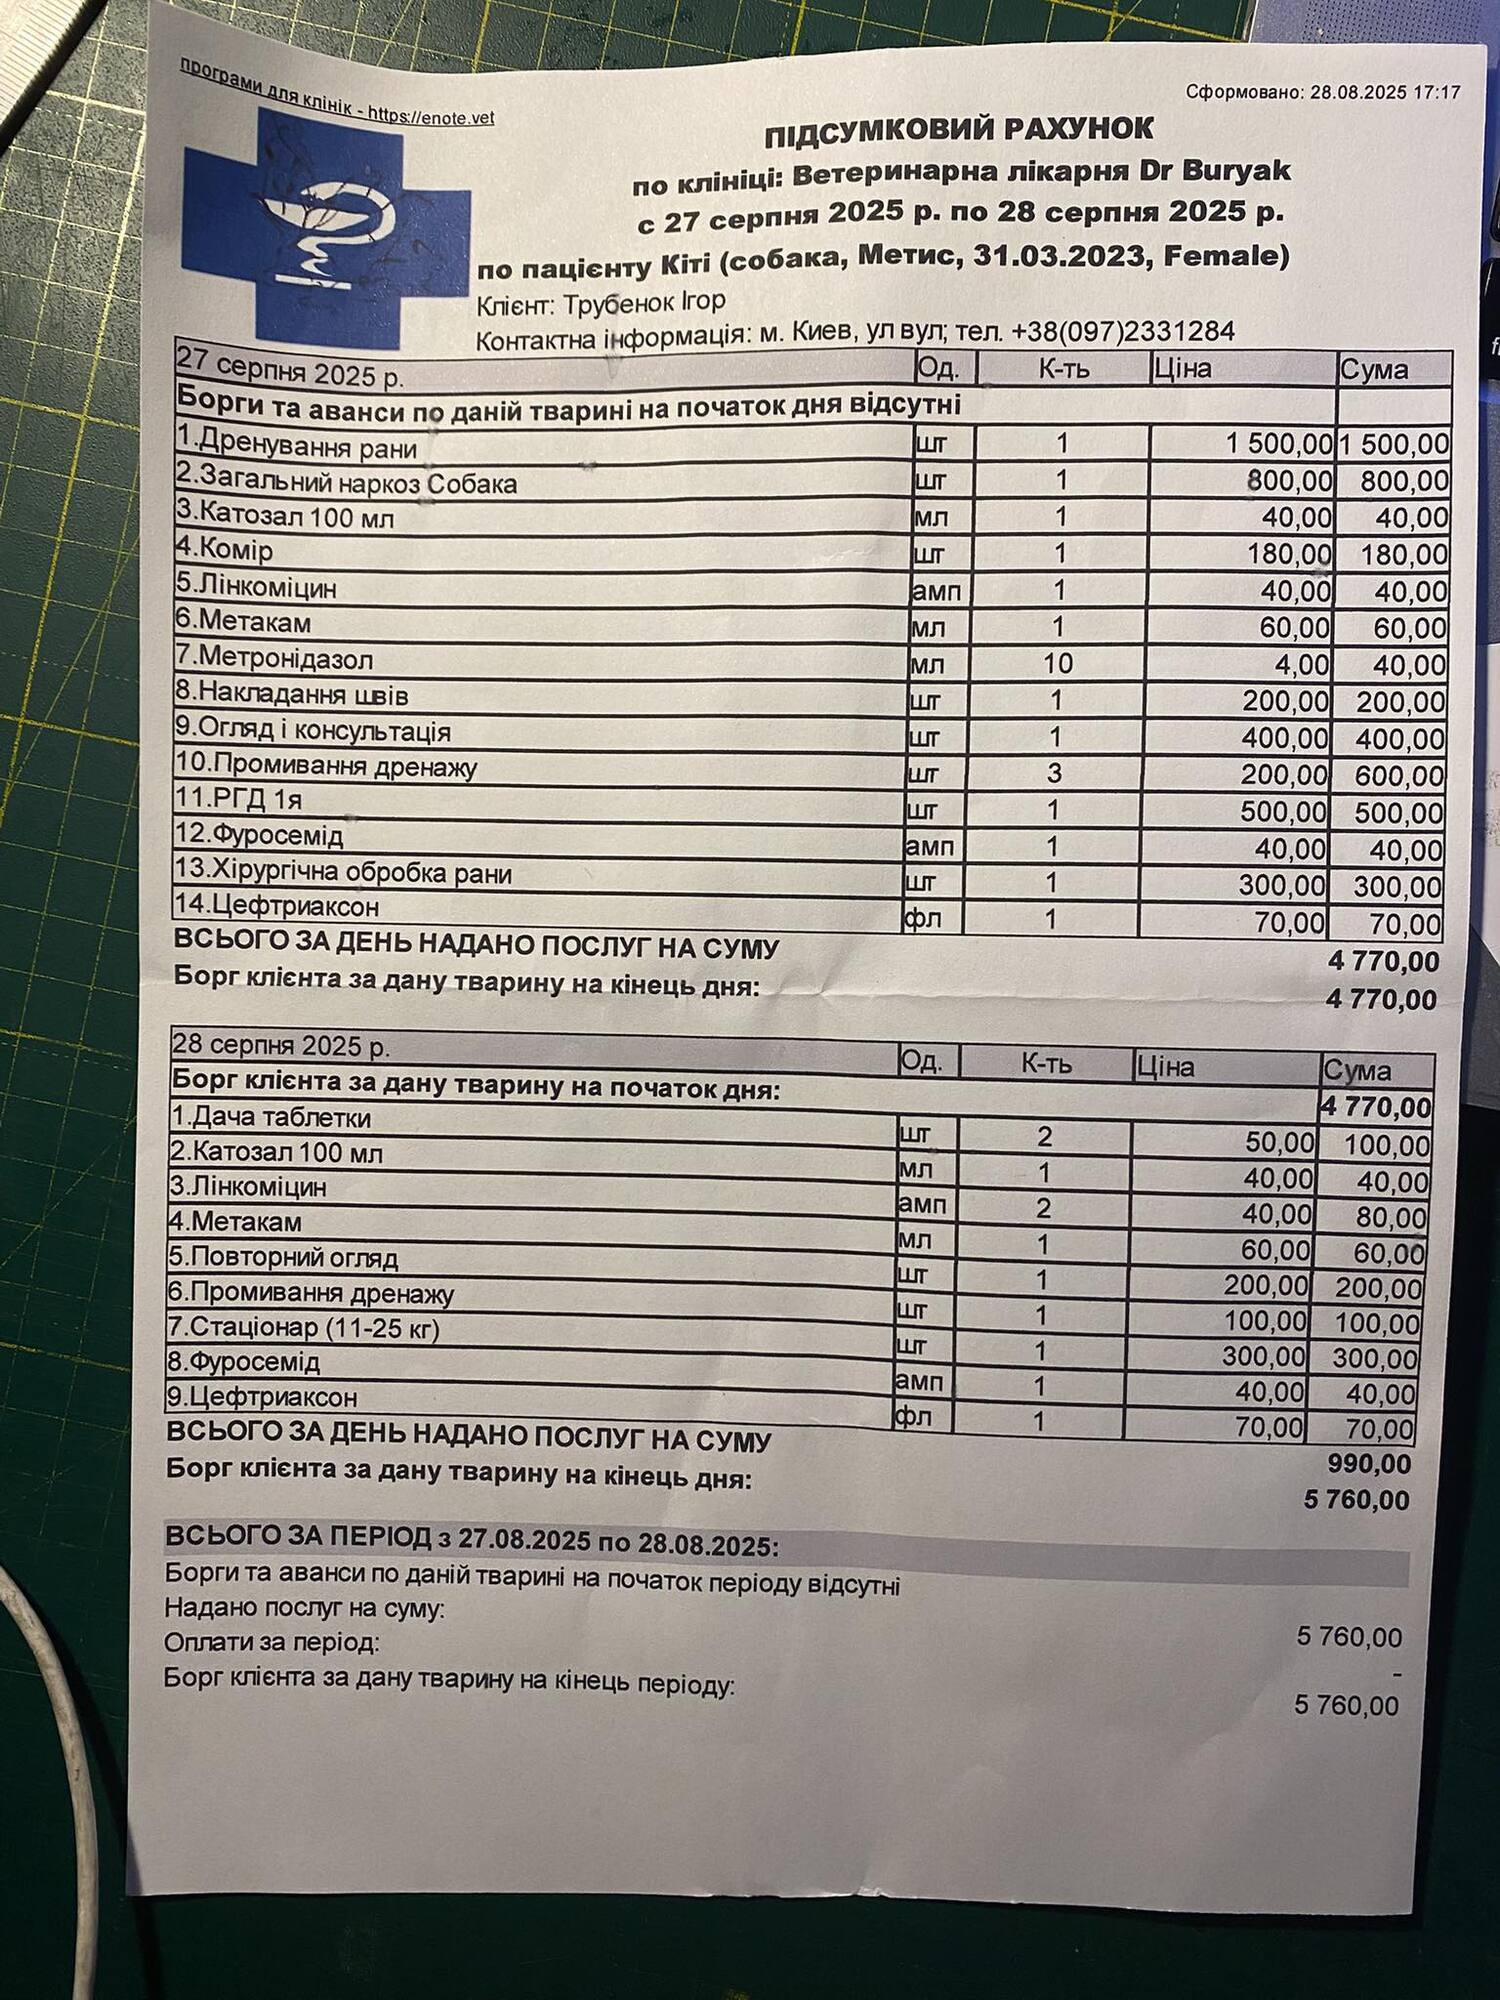 програми для клінік - https://enote.vet
Сформовано: 28.08.2025 17:17
ПІДСУМКОВИЙ РАХУНОК
по клініці: Ветеринарна лікарня Dr Buryak
с 27 серпня 2025 р. по 28 серпня 2025 р.
по пацієнту Кіті (собака, Метис, 31.03.2023, Female)
Клієнт: Трубенок Ігор
Контактна інформація: м. Киев, ул вул; тел. +38(097)2331284
27 серпня 2025 р. Од. К-ть Ціна Сума
Борги та аванси по даній тварині на початок дня відсутні
1.Дренування рани шт 1 1 500,00 1 500,00
2.Загальний наркоз Собака шт 1 800,00 800,00
3.Катозал 100 мл мл 1 40,00 40,00
4.Комір шт 1 180,00 180,00
5.Лінкоміцин амп 1 40,00 40,00
6.Метакам мл 1 60,00 60,00
7.Метронідазол мл 10 4,00 40,00
8.Накладання швів шт 1 200,00 200,00
9.Огляд і консультація шт 1 400,00 400,00
10.Промивання дренажу шт 3 200,00 600,00
11.РГД 1я шт 1 500,00 500,00
12.Фуросемід амп 1 40,00 40,00
13.Хірургічна обробка рани шт 1 300,00 300,00
14.Цефтриаксон фл 1 70,00 70,00
ВСЬОГО ЗА ДЕНЬ НАДАНО ПОСЛУГ НА СУМУ 4 770,00
Борг клієнта за дану тварину на кінець дня: 4 770,00
28 серпня 2025 р. Од. К-ть Ціна Сума
Борг клієнта за дану тварину на початок дня: 4 770,00
1.Дача таблетки шт 2 50,00 100,00
2.Катозал 100 мл мл 1 40,00 40,00
3.Лінкоміцин амп 2 40,00 80,00
4.Метакам мл 1 60,00 60,00
5.Повторний огляд шт 1 200,00 200,00
6.Промивання дренажу шт 1 100,00 100,00
7.Стаціонар (11-25 кг) шт 1 300,00 300,00
8.Фуросемід амп 1 40,00 40,00
9.Цефтриаксон фл 1 70,00 70,00
ВСЬОГО ЗА ДЕНЬ НАДАНО ПОСЛУГ НА СУМУ 990,00
Борг клієнта за дану тварину на кінець дня: 5 760,00
ВСЬОГО ЗА ПЕРІОД з 27.08.2025 по 28.08.2025:
Борги та аванси по даній тварині на початок періоду відсутні
Надано послуг на суму: 5 760,00
Оплати за період: -
Борг клієнта за дану тварину на кінець періоду: 5 760,00